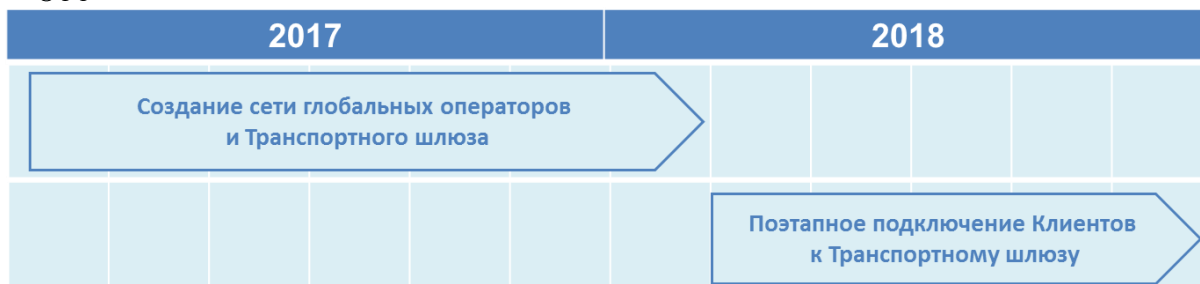 2017
2018
Создание сети глобальных операторов
и Транспортного шлюза
Поэтапное подключение Клиентов
к Транспортному шлюзу